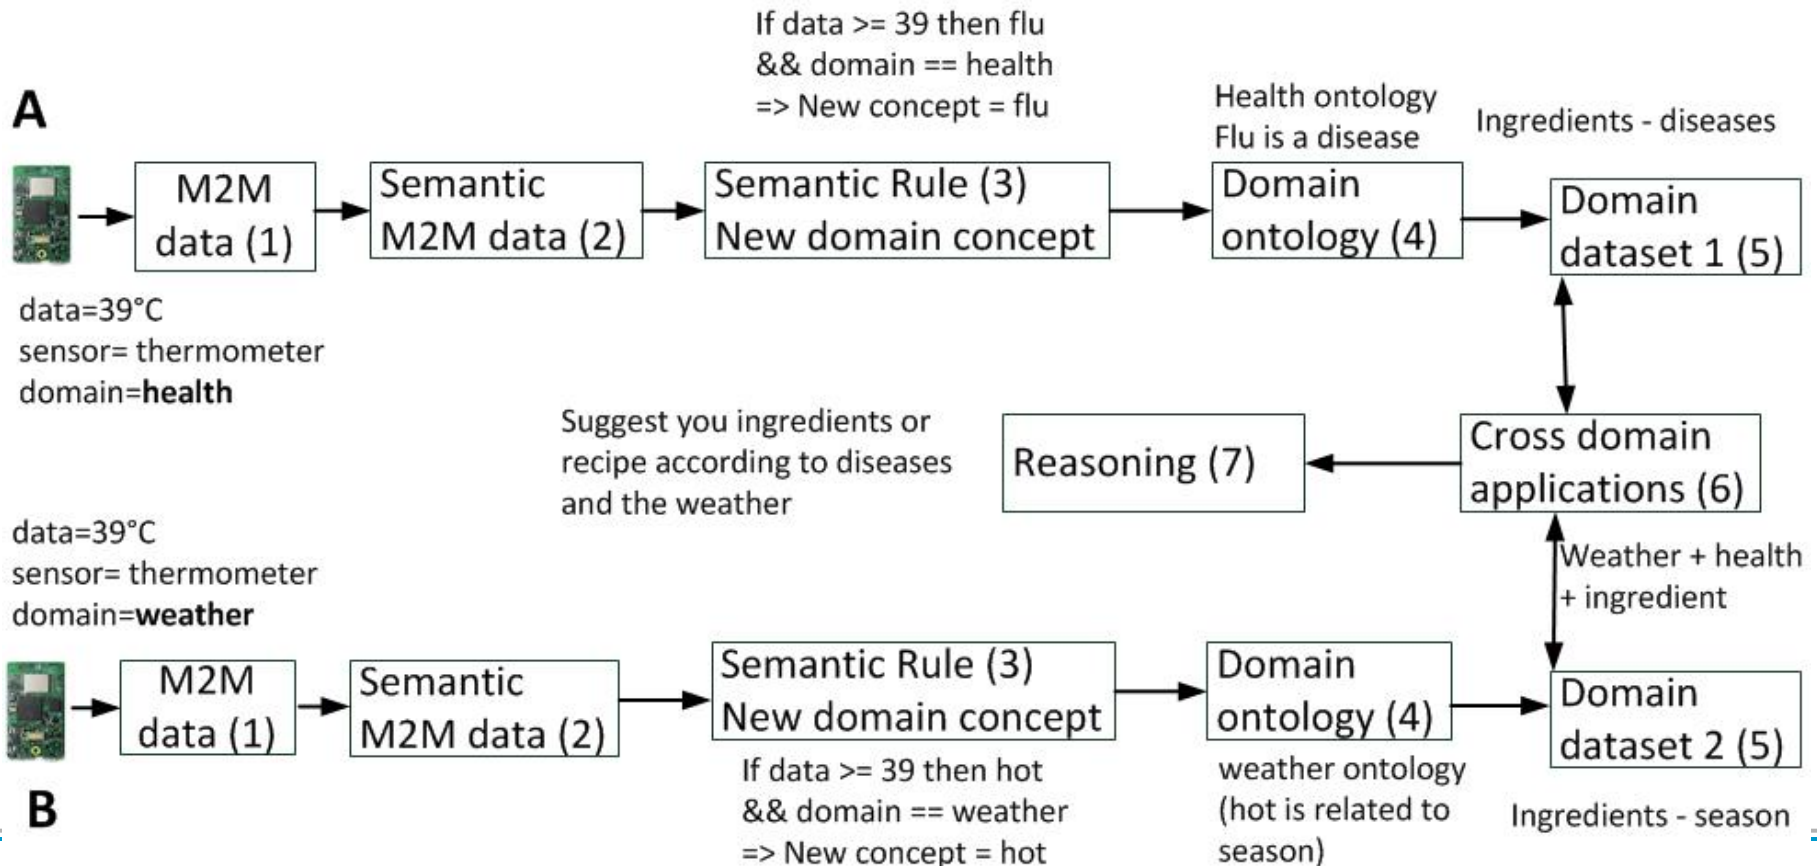 If data >= 39 then flu
&& domain == health
=> New concept = flu
A
Health ontology
Flu is a disease
Ingredients - diseases
M2M
data (1)
Semantic
M2M data (2)
Semantic Rule (3)
New domain concept
Domain
ontology (4)
Domain
dataset 1 (5)
data=39°C
sensor= thermometer
domain=health
Suggest you ingredients or
recipe according to diseases
and the weather
Reasoning (7)
Cross domain
applications (6)
Weather + health
+ ingredient
data=39°C
sensor= thermometer
domain=weather
M2M
data (1)
Semantic
M2M data (2)
Semantic Rule (3)
New domain concept
Domain
ontology (4)
Domain
dataset 2 (5)
B
If data >= 39 then hot
&& domain == weather
=> New concept = hot
weather ontology
(hot is related to
season)
Ingredients - season